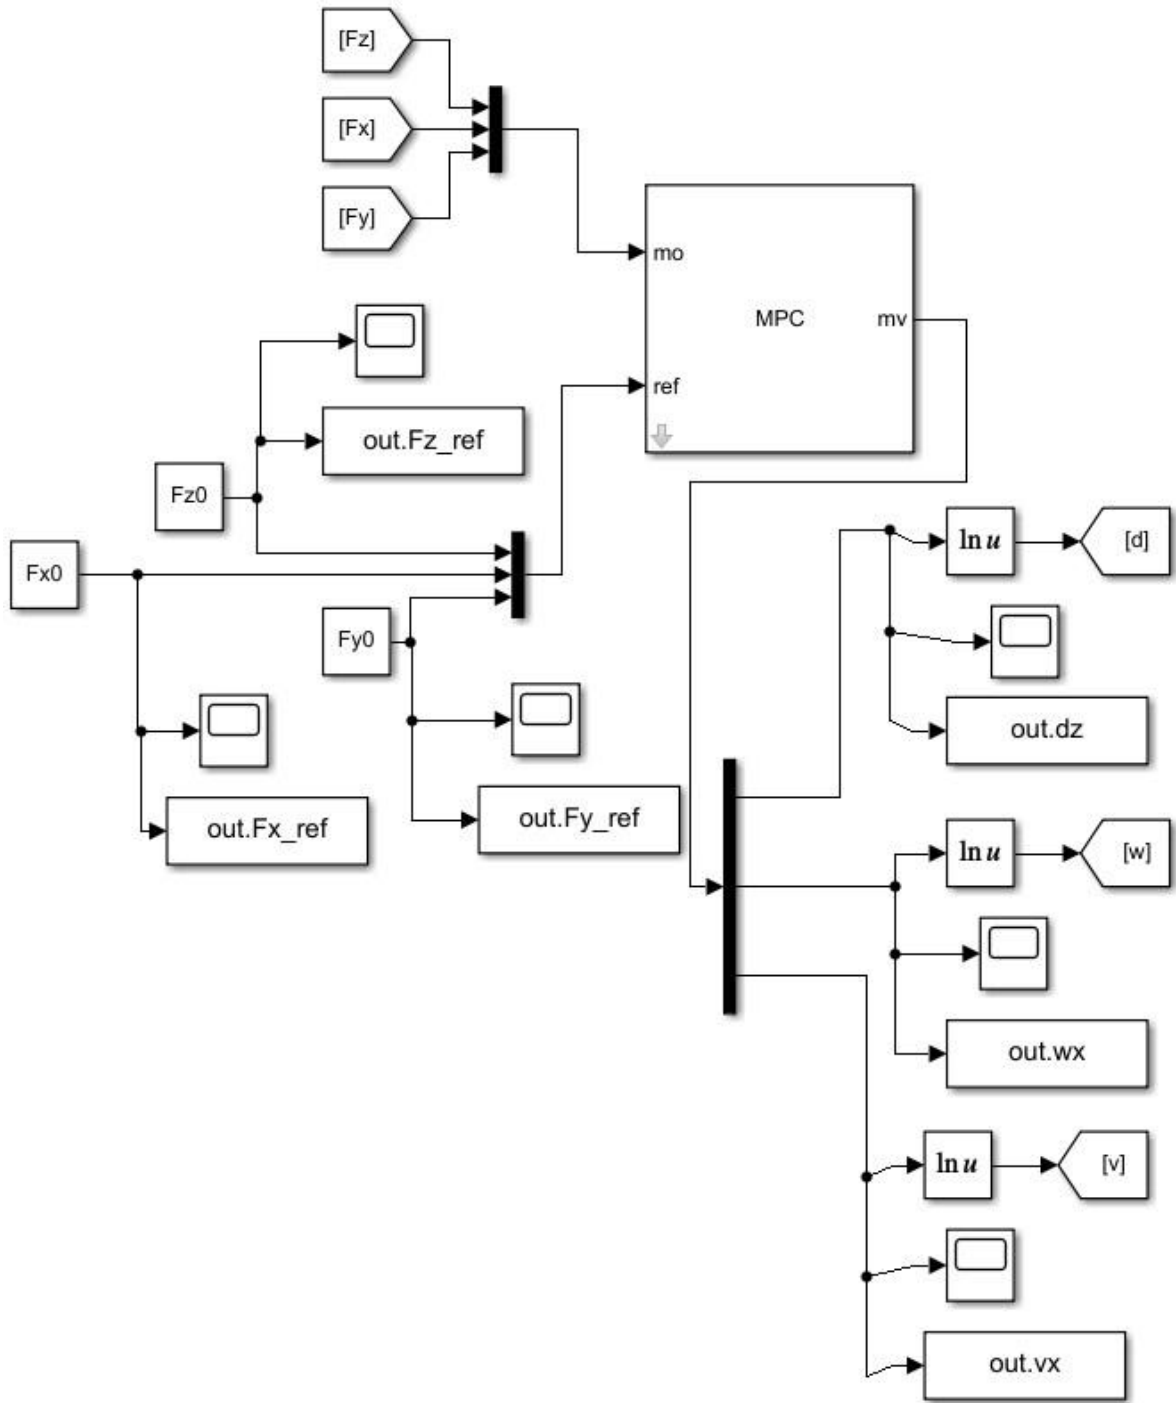 [Fz]
[Fx]
[Fy]
mo
MPC
mv
ref
out.Fz_ref
Fz0
Fx0
Fy0
out.Fx_ref
out.Fy_ref
ln u
[d]
out.dz
ln u
[w]
out.wx
ln u
[v]
out.vx